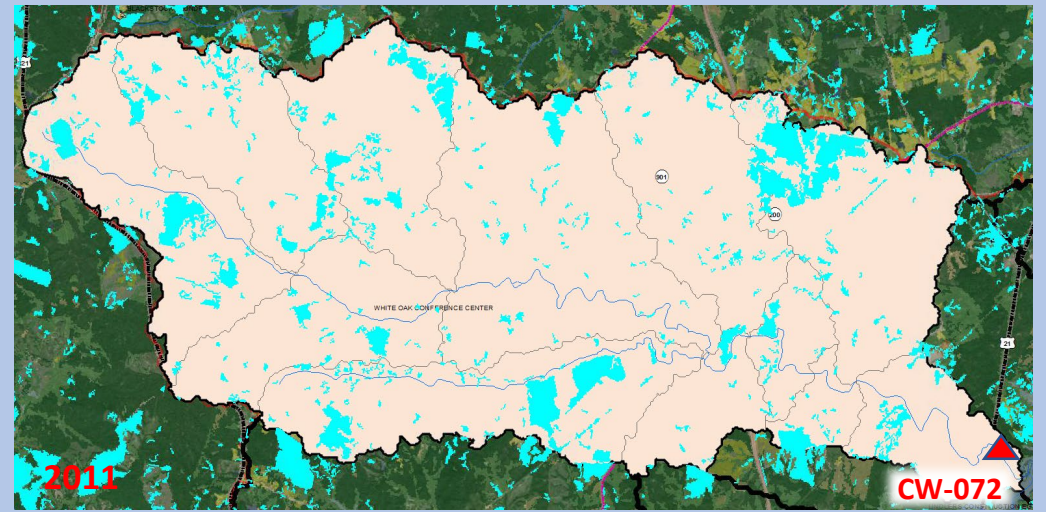 21
901
200
WHITE OAK CONFERENCE CENTER
21
2011
CW-072